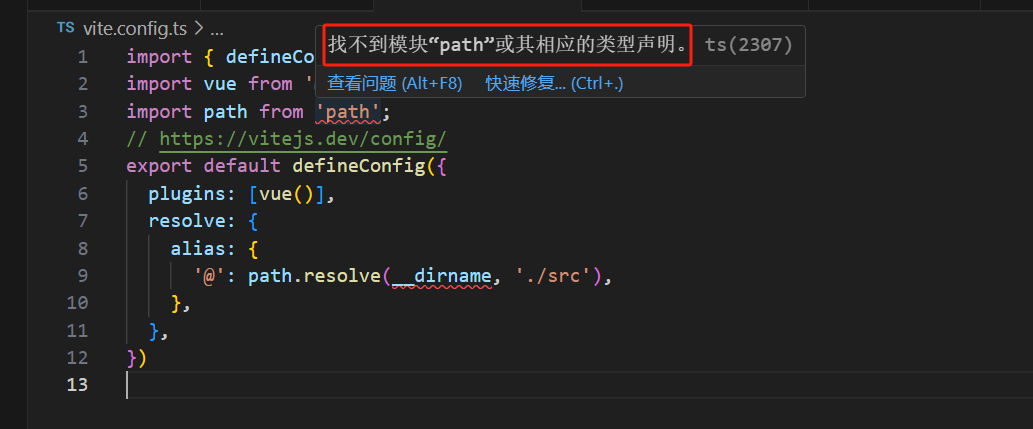 TS vite.config.ts > ...
找不到模块“path”或其相应的类型声明。 ts(2307)
查看问题 (Alt+F8) 快速修复... (Ctrl+.)
1 import { defineCo
2 import vue from '
3 import path from 'path';
4 // https://vitejs.dev/config/
5 export default defineConfig({
6 plugins: [vue()],
7 resolve: {
8 alias: {
9 '@': path.resolve(__dirname, './src'),
10 },
11 },
12 })
13